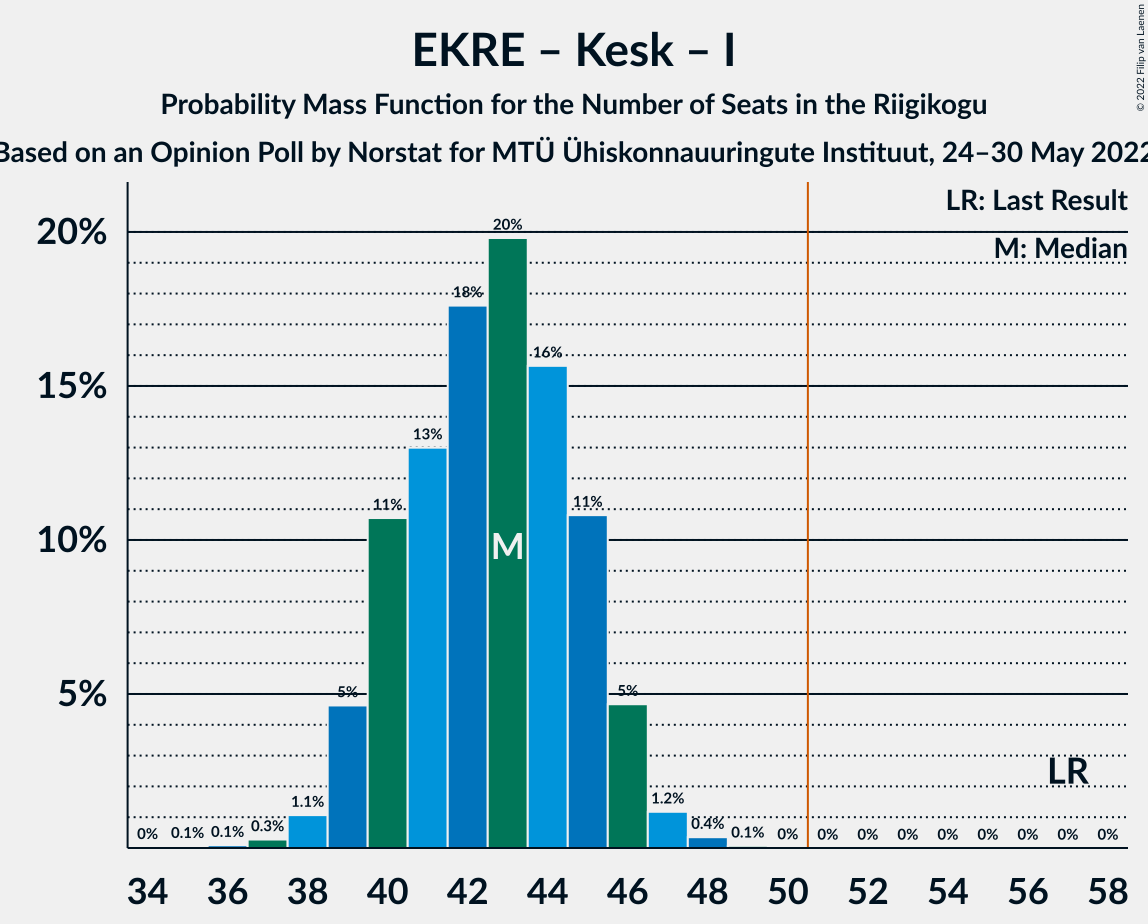 EKRE – Kesk – I
Probability Mass Function for the Number of Seats in the Riigikogu
Based on an Opinion Poll by Norstat for MTÜ Ühiskonnauuringute Instituut, 24–30 May 2022
© 2022 Filip van Laenen
LR: Last Result
M: Median
20%
15%
10%
5%
0% 0.1% 0.1% 0.3% 1.1% 5% 11% 13% 18% 20% 16% 11% 5% 1.2% 0.4% 0.1% 0% 0% 0% 0% 0% 0% 0% 0% 0%
M
LR
34 36 38 40 42 44 46 48 50 52 54 56 58